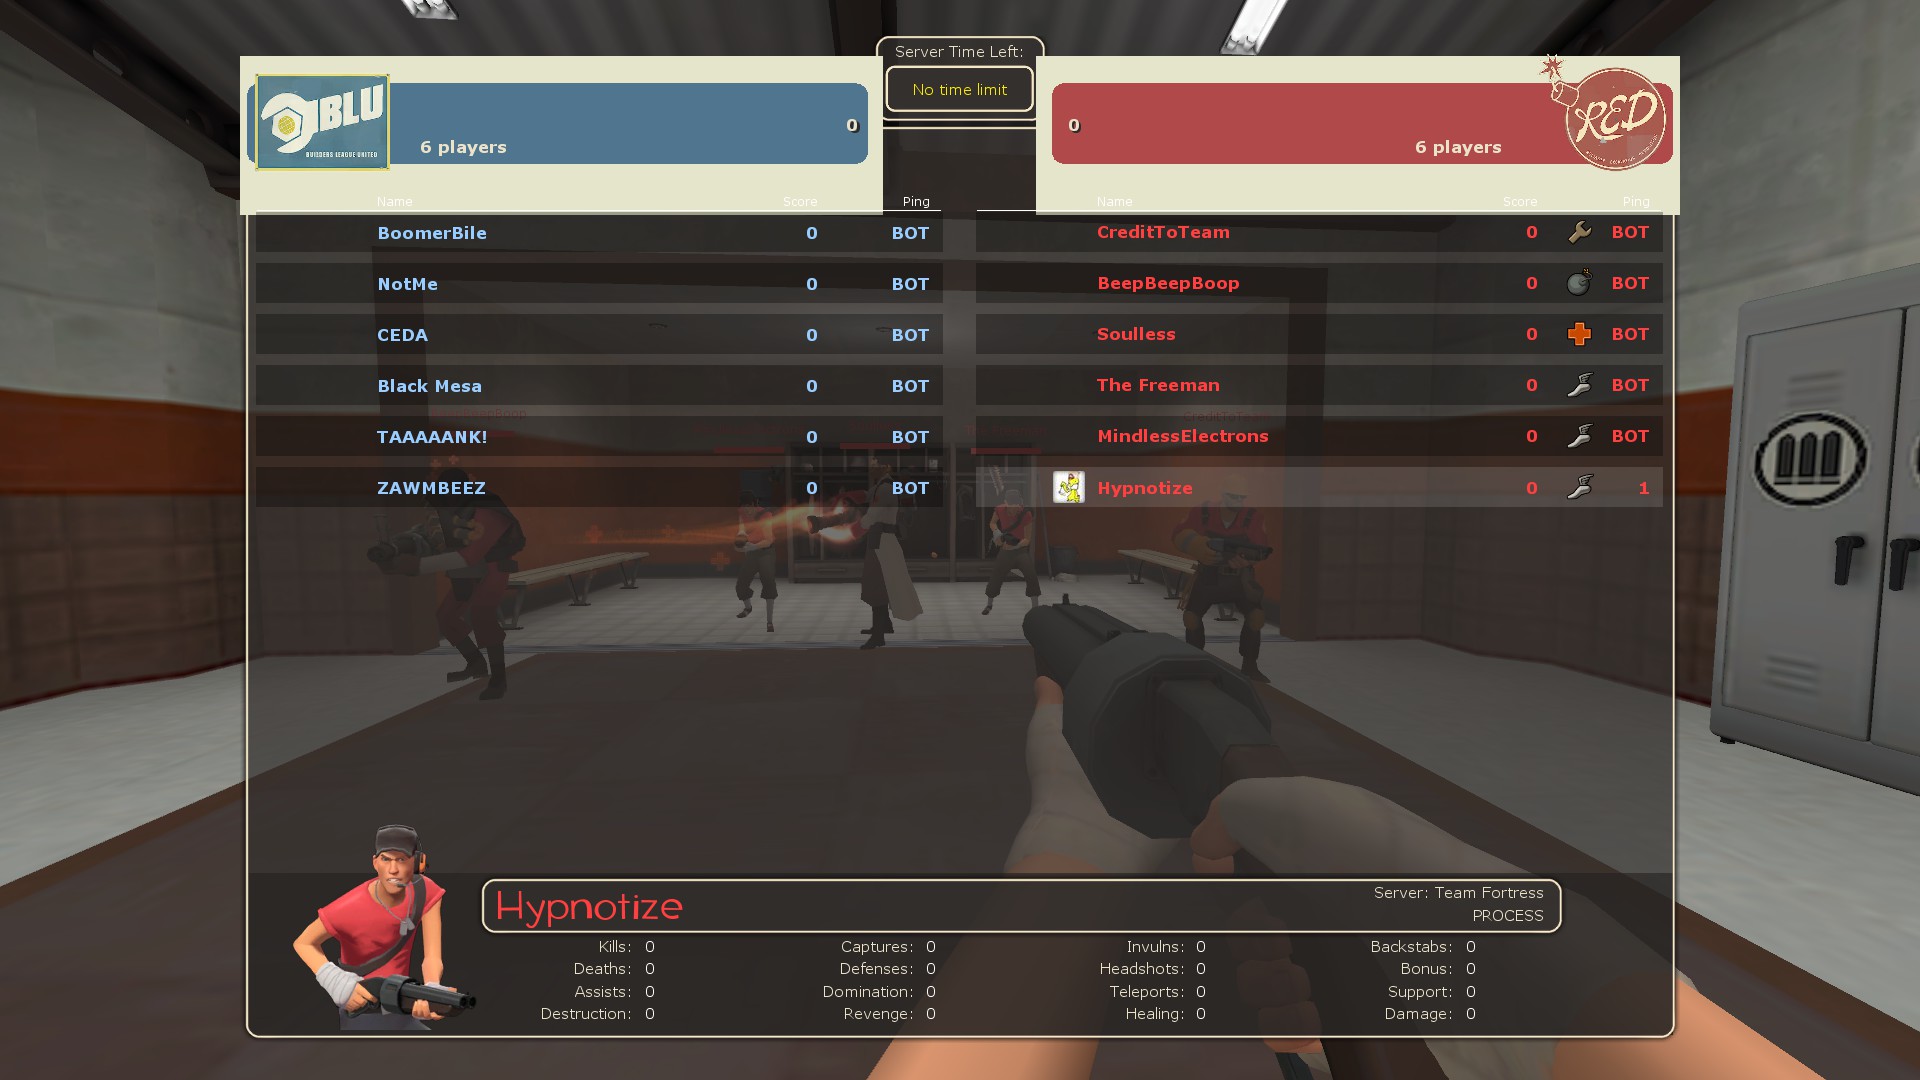 Server Time Left:
No time limit
BLU
BUILDERS LEAGUE UNITED
6 players
0
0
6 players
RED
Name Score Ping
BoomerBile 0 BOT
NotMe 0 BOT
CEDA 0 BOT
Black Mesa 0 BOT
TAAAAANK! 0 BOT
ZAWMBEEZ 0 BOT
Name Score Ping
CreditToTeam 0 BOT
BeepBeepBoop 0 BOT
Soulless 0 BOT
The Freeman 0 BOT
MindlessElectrons 0 BOT
Hypnotize 0 1
Hypnotize
Server: Team Fortress
PROCESS
Kills: 0 Captures: 0 Invulns: 0 Backstabs: 0
Deaths: 0 Defenses: 0 Headshots: 0 Bonus: 0
Assists: 0 Domination: 0 Teleports: 0 Support: 0
Destruction: 0 Revenge: 0 Healing: 0 Damage: 0